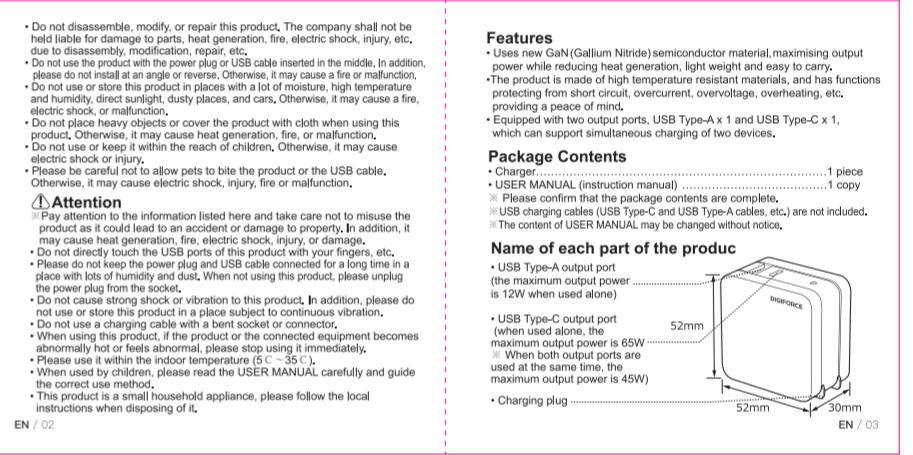 • Do not disassemble, modify, or repair this product. The company shall not be
held liable for damage to parts, heat generation, fire, electric shock, injury, etc.
due to disassembly, modification, repair, etc.
• Do not use the product with the power plug or USB cable inserted in the middle. In addition,
please do not install at an angle or reverse. Otherwise, it may cause a fire or malfunction.
• Do not use or store this product in places with a lot of moisture, high temperature
and humidity, direct sunlight, dusty places, and cars. Otherwise, it may cause a fire,
electric shock, or malfunction.
• Do not place heavy objects or cover the product with cloth when using this
product. Otherwise, it may cause heat generation, fire, or malfunction.
• Do not use or keep it within the reach of children. Otherwise, it may cause
electric shock or injury.
• Please be careful not to allow pets to bite the product or the USB cable.
Otherwise, it may cause electric shock, injury, fire or malfunction.
⚠Attention
※Pay attention to the information listed here and take care not to misuse the
product as it could lead to an accident or damage to property. In addition, it
may cause heat generation, fire, electric shock, injury, or damage.
• Do not directly touch the USB ports of this product with your fingers, etc.
• Please do not keep the power plug and USB cable connected for a long time in a
place with lots of humidity and dust. When not using this product, please unplug
the power plug from the socket.
• Do not cause strong shock or vibration to this product. In addition, please do
not use or store this product in a place subject to continuous vibration.
• Do not use a charging cable with a bent socket or connector.
• When using this product, if the product or the connected equipment becomes
abnormally hot or feels abnormal, please stop using it immediately.
• Please use it within the indoor temperature (5℃~35℃).
• When used by children, please read the USER MANUAL carefully and guide
the correct use method.
• This product is a small household appliance, please follow the local
instructions when disposing of it.
EN / 02
Features
• Uses new GaN(Gallium Nitride) semiconductor material, maximising output
power while reducing heat generation, light weight and easy to carry.
•The product is made of high temperature resistant materials, and has functions
protecting from short circuit, overcurrent, overvoltage, overheating, etc.
providing a peace of mind.
• Equipped with two output ports, USB Type-A x 1 and USB Type-C x 1,
which can support simultaneous charging of two devices.
Package Contents
• Charger..............................................................................1 piece
• USER MANUAL (instruction manual) .......................................1 copy
※ Please confirm that the package contents are complete.
※USB charging cables (USB Type-C and USB Type-A cables, etc.) are not included.
※The content of USER MANUAL may be changed without notice.
Name of each part of the produc
• USB Type-A output port
(the maximum output power
is 12W when used alone)
• USB Type-C output port
(when used alone, the
maximum output power is 65W
※ When both output ports are
used at the same time, the
maximum output power is 45W)
• Charging plug
DIGIFORCE
52mm
52mm
30mm
EN / 03